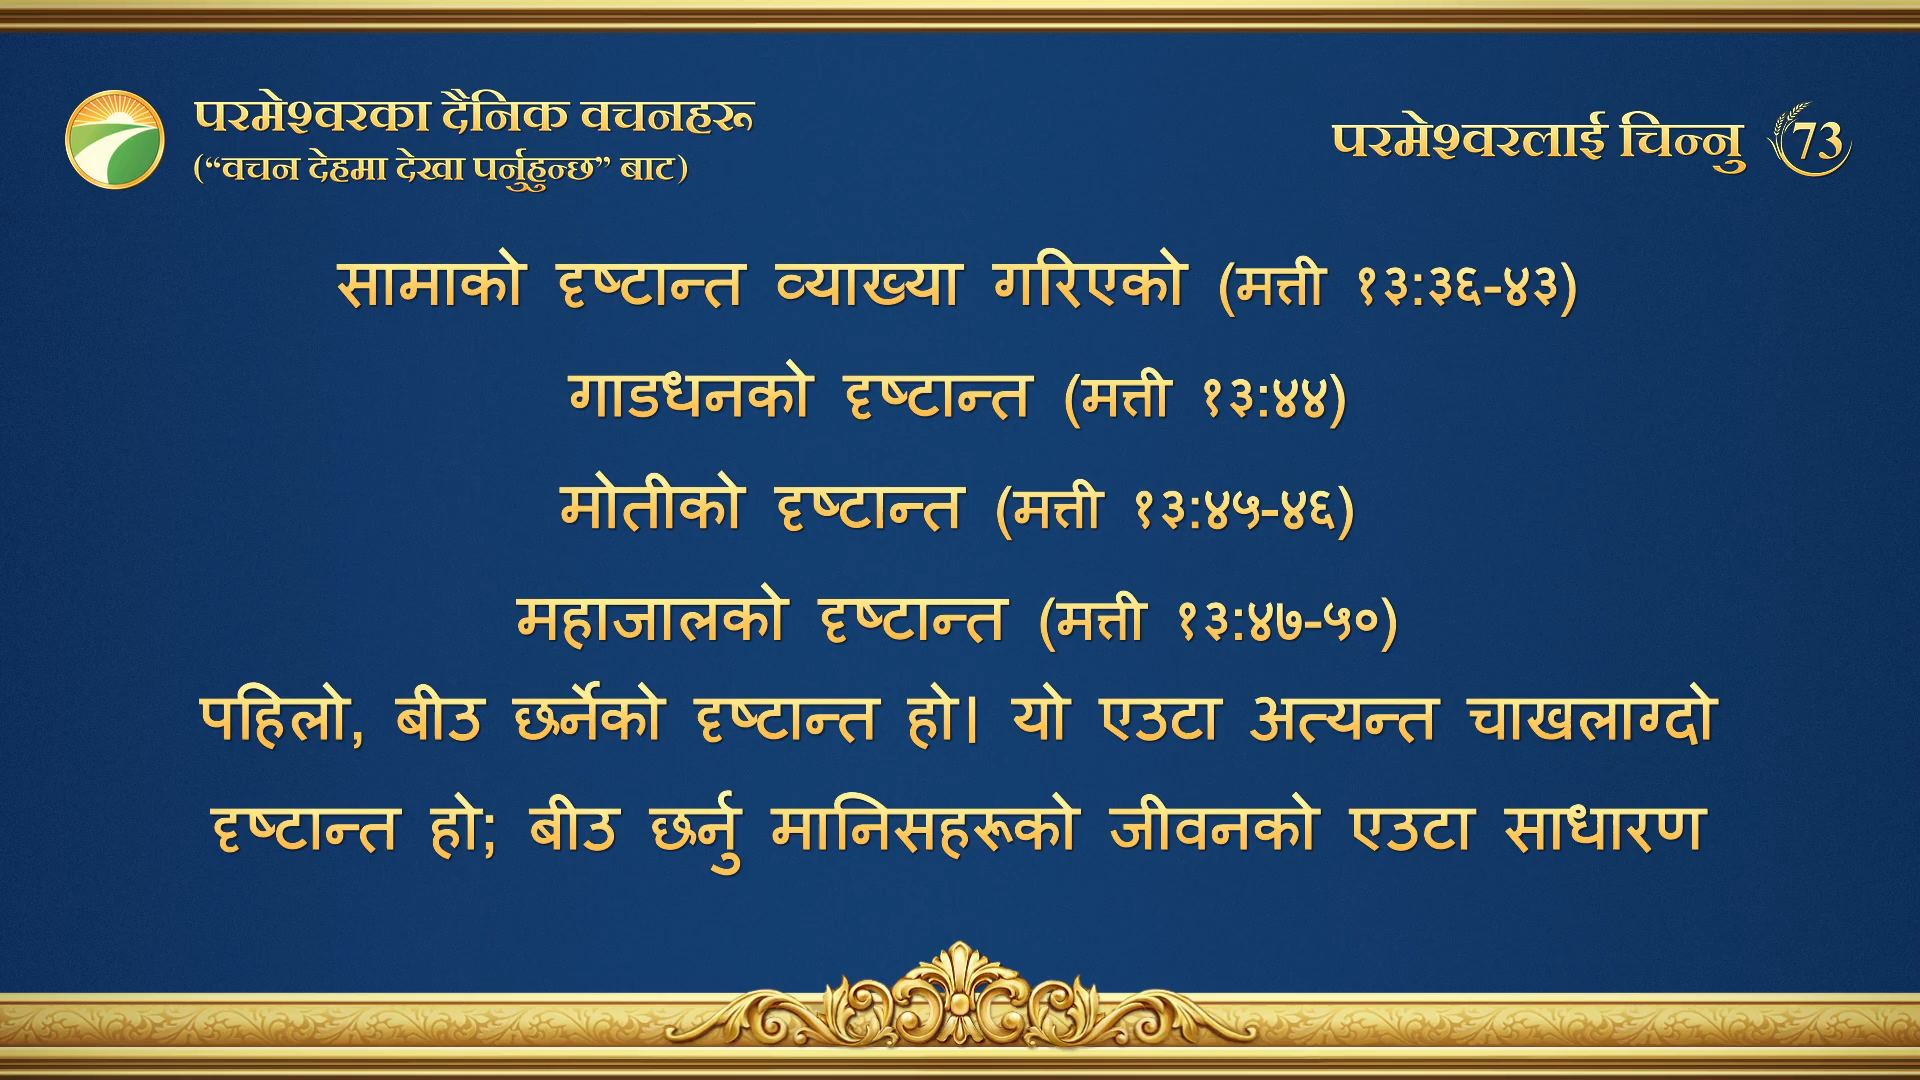 परमेश्वरका दैनिक वचनहरू
(“वचन देहमा देखा पर्नुहुन्छ” बाट)
परमेश्वरलाई चिन्नु 73
सामाको दृष्टान्त व्याख्या गरिएको (मत्ती १३:३६-४३)
गाडधनको दृष्टान्त (मत्ती १३:४४)
मोतीको दृष्टान्त (मत्ती १३:४५-४६)
महाजालको दृष्टान्त (मत्ती १३:४७-५०)
पहिलो, बीउ छर्नेको दृष्टान्त हो। यो एउटा अत्यन्त चाखलाग्दो
दृष्टान्त हो; बीउ छर्नु मानिसहरूको जीवनको एउटा साधारण